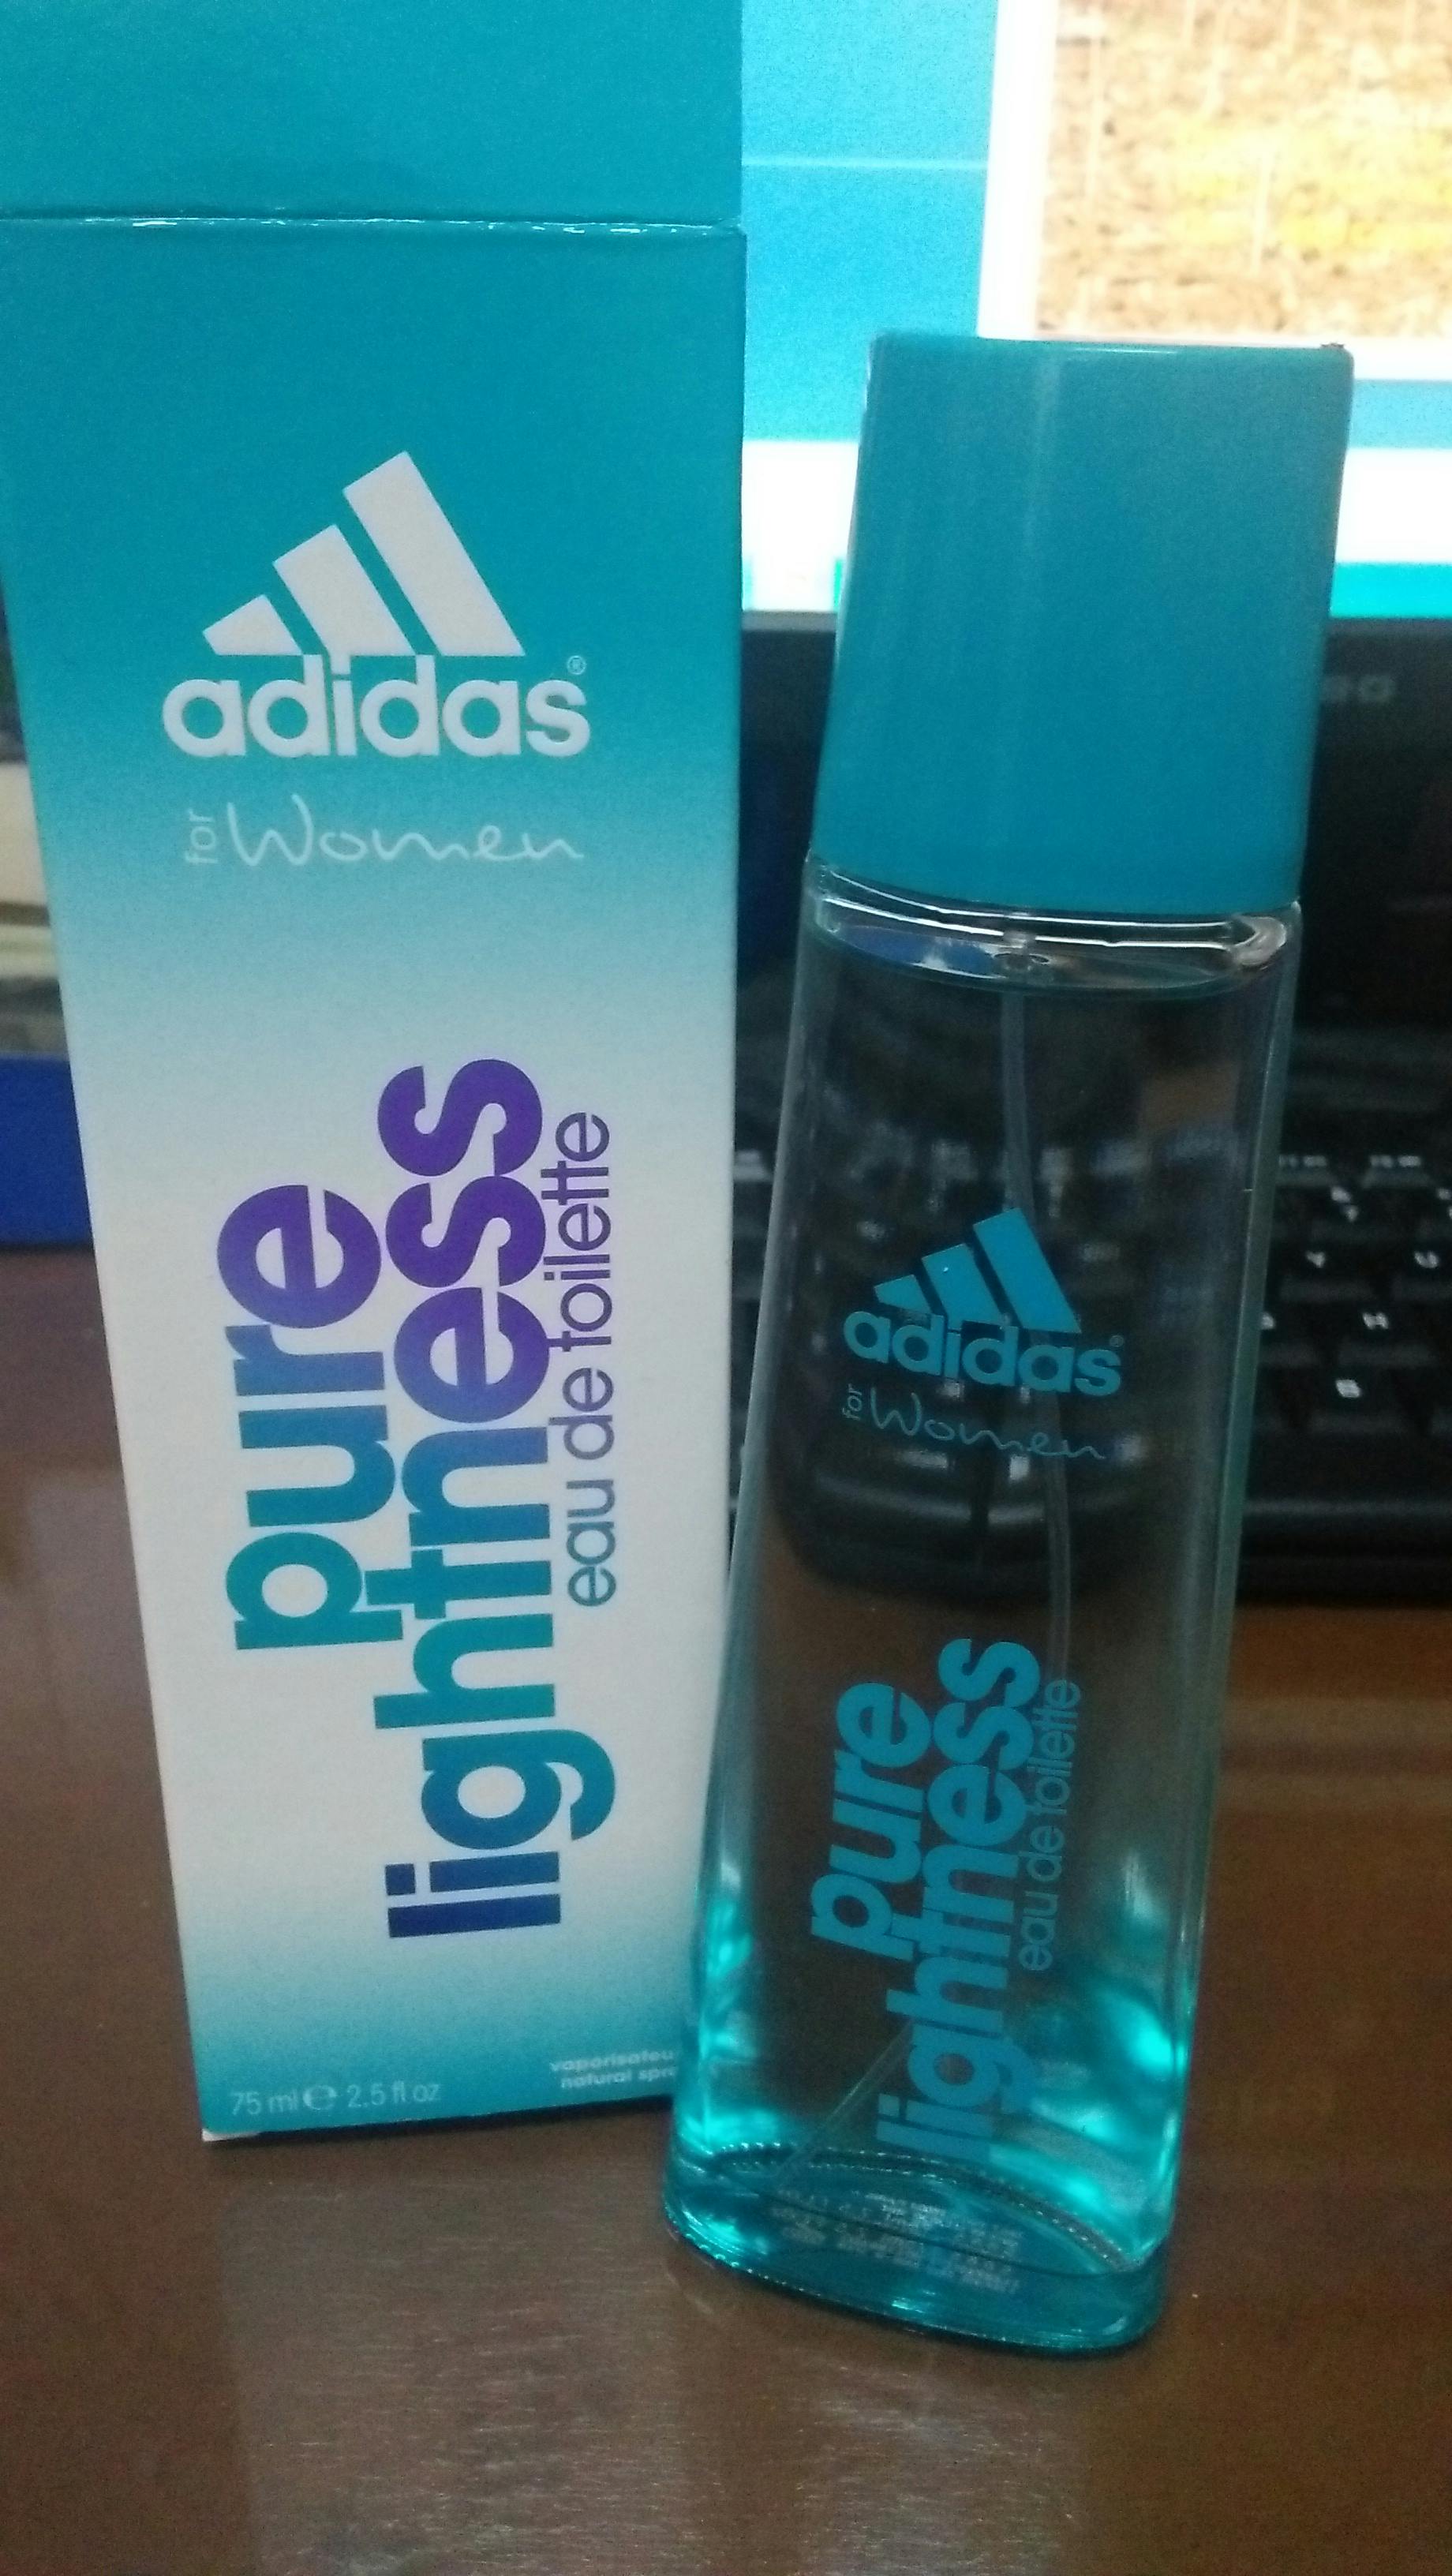 adidas®
for Women
pure
lightness
eau de toilette
75 ml ℮ 2.5 fl oz
adidas®
for Women
pure
lightness
eau de toilette
Y U
H
B